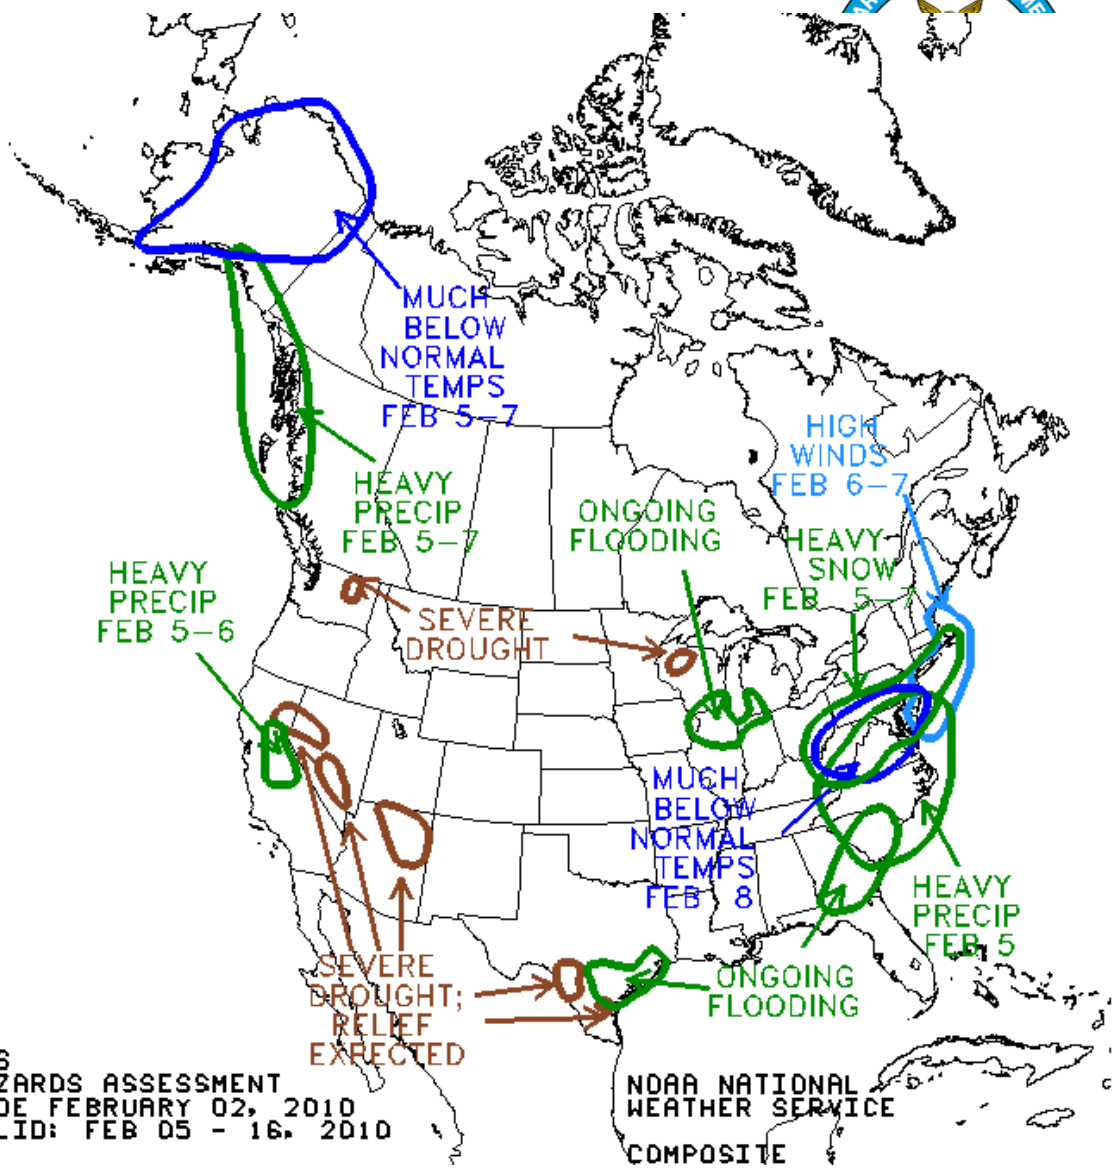 MUCH
BELOW
NORMAL
TEMPS
FEB 5-7
HIGH
WINDS
FEB 6-7
HEAVY
PRECIP
FEB 5-7
ONGOING
FLOODING
HEAVY
SNOW
FEB 5-7
HEAVY
PRECIP
FEB 5-6
SEVERE
DROUGHT
MUCH
BELOW
NORMAL
TEMPS
FEB 8
HEAVY
PRECIP
FEB 5
SEVERE
DROUGHT;
RELIEF
EXPECTED
ONGOING
FLOODING
S
ZARDS ASSESSMENT
DE FEBRUARY 02, 2010
LID: FEB 05 - 16, 2010
NOAA NATIONAL
WEATHER SERVICE
COMPOSITE